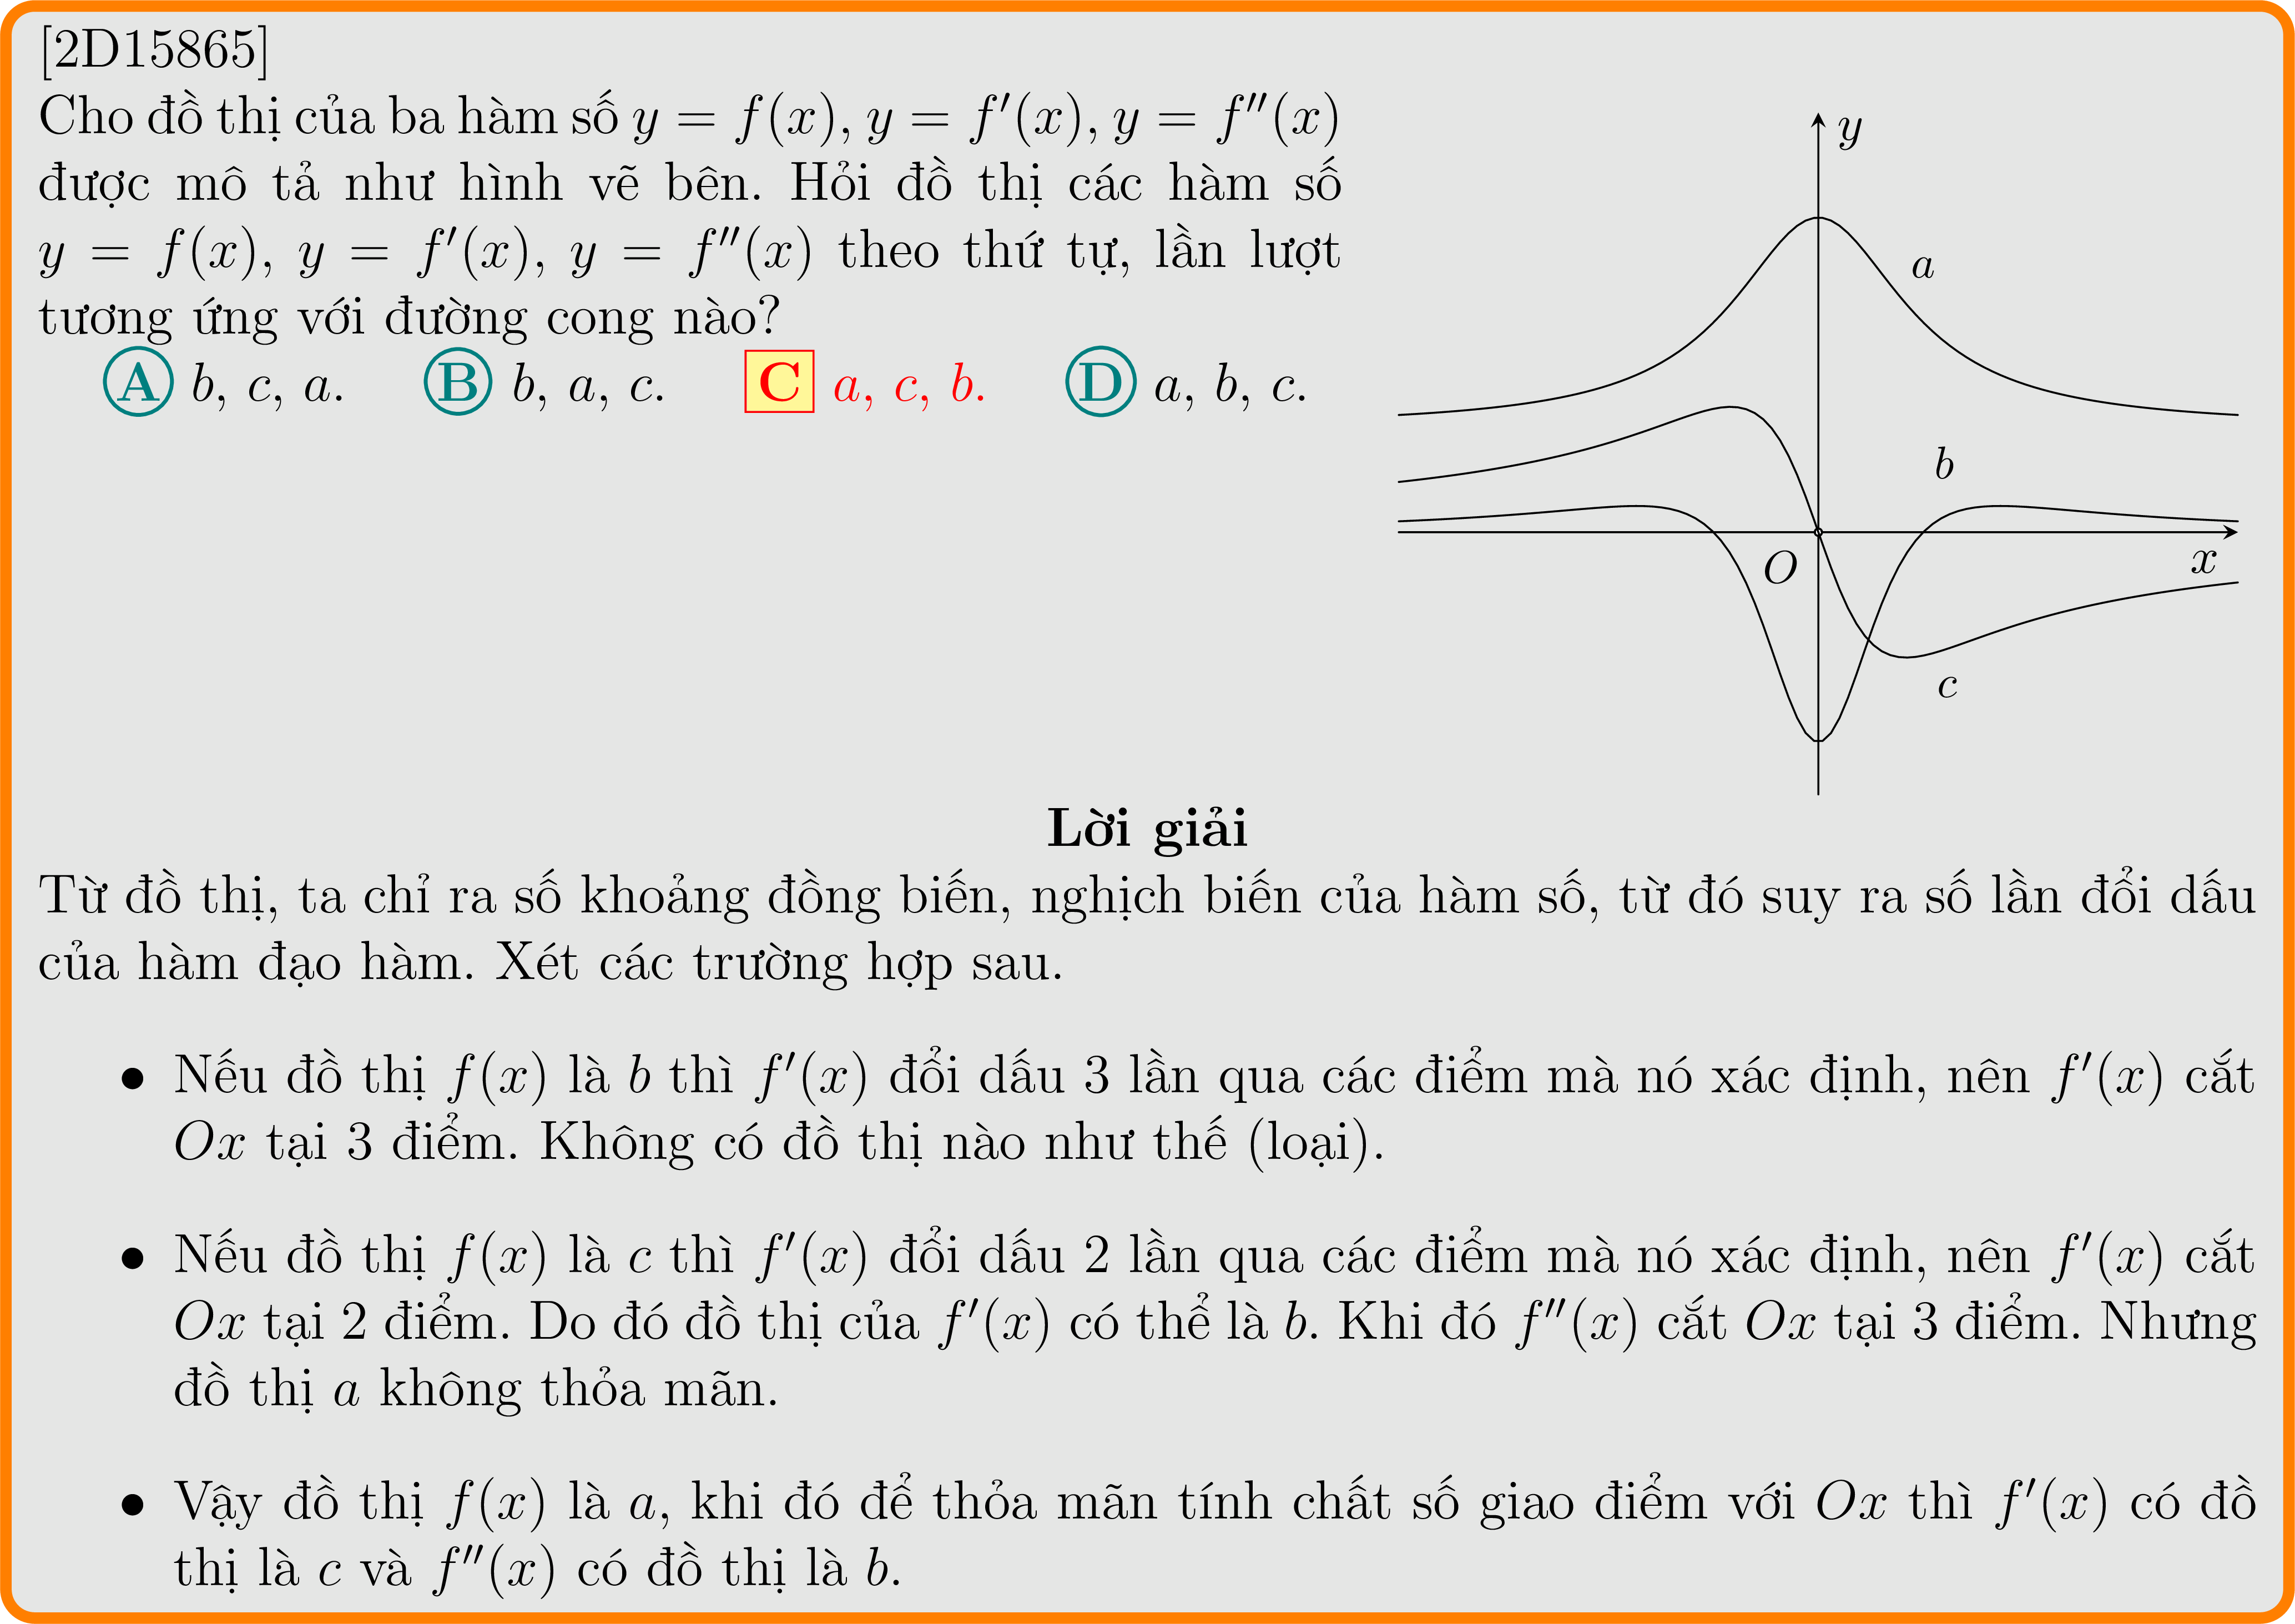 [2D15865]
Cho đồ thị của ba hàm số y = f(x), y = f′(x), y = f″(x)
được mô tả như hình vẽ bên. Hỏi đồ thị các hàm số
y = f(x), y = f′(x), y = f″(x) theo thứ tự, lần lượt
tương ứng với đường cong nào?
A b, c, a. B b, a, c. C a, c, b. D a, b, c.
y
a
b
O
x
c
Lời giải
Từ đồ thị, ta chỉ ra số khoảng đồng biến, nghịch biến của hàm số, từ đó suy ra số lần đổi dấu
của hàm đạo hàm. Xét các trường hợp sau.
• Nếu đồ thị f(x) là b thì f′(x) đổi dấu 3 lần qua các điểm mà nó xác định, nên f′(x) cắt
Ox tại 3 điểm. Không có đồ thị nào như thế (loại).
• Nếu đồ thị f(x) là c thì f′(x) đổi dấu 2 lần qua các điểm mà nó xác định, nên f′(x) cắt
Ox tại 2 điểm. Do đó đồ thị của f′(x) có thể là b. Khi đó f″(x) cắt Ox tại 3 điểm. Nhưng
đồ thị a không thỏa mãn.
• Vậy đồ thị f(x) là a, khi đó để thỏa mãn tính chất số giao điểm với Ox thì f′(x) có đồ
thị là c và f″(x) có đồ thị là b.